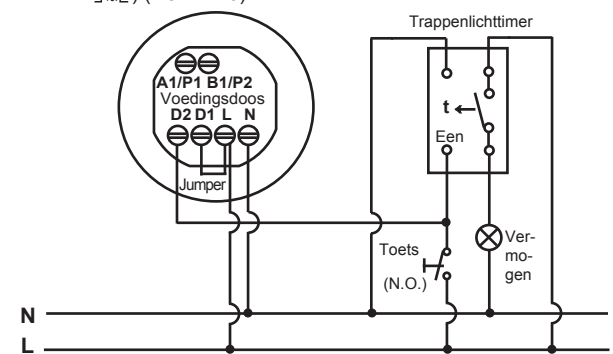 Trappenlichttimer
A1/P1 B1/P2
Voedingsdoos
D2 D1 L N
Jumper
t
Een
Toets
(N.O.)
Ver-
mo-
gen
N
L